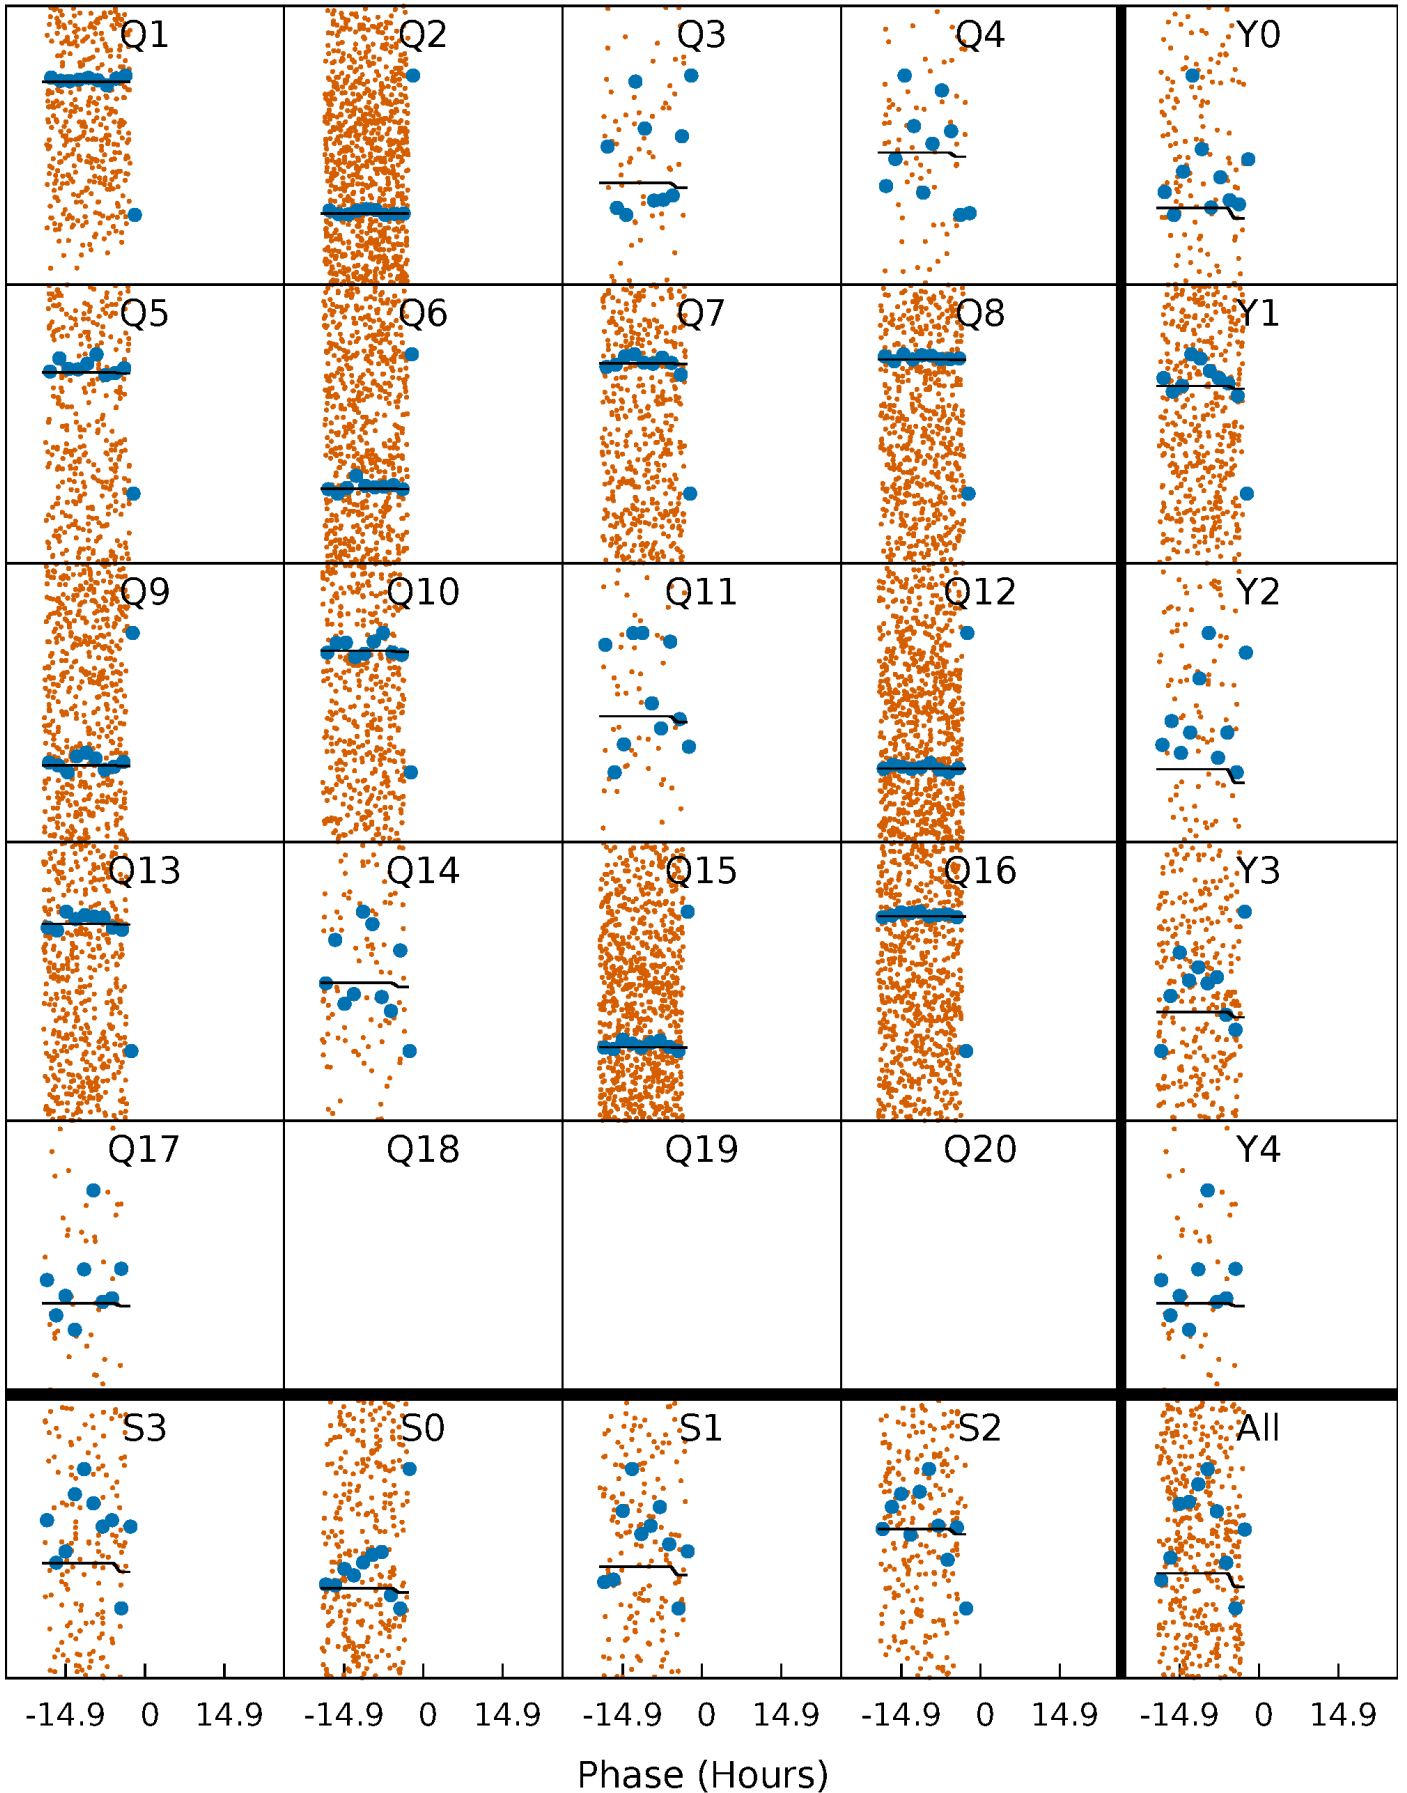 Q1 Q2 Q3 Q4 Y0
Q5 Q6 Q7 Q8 Y1
Q9 Q10 Q11 Q12 Y2
Q13 Q14 Q15 Q16 Y3
Q17 Q18 Q19 Q20 Y4
S3 S0 S1 S2 All
-14.9 0 14.9 -14.9 0 14.9 -14.9 0 14.9 -14.9 0 14.9 -14.9 0 14.9
Phase (Hours)